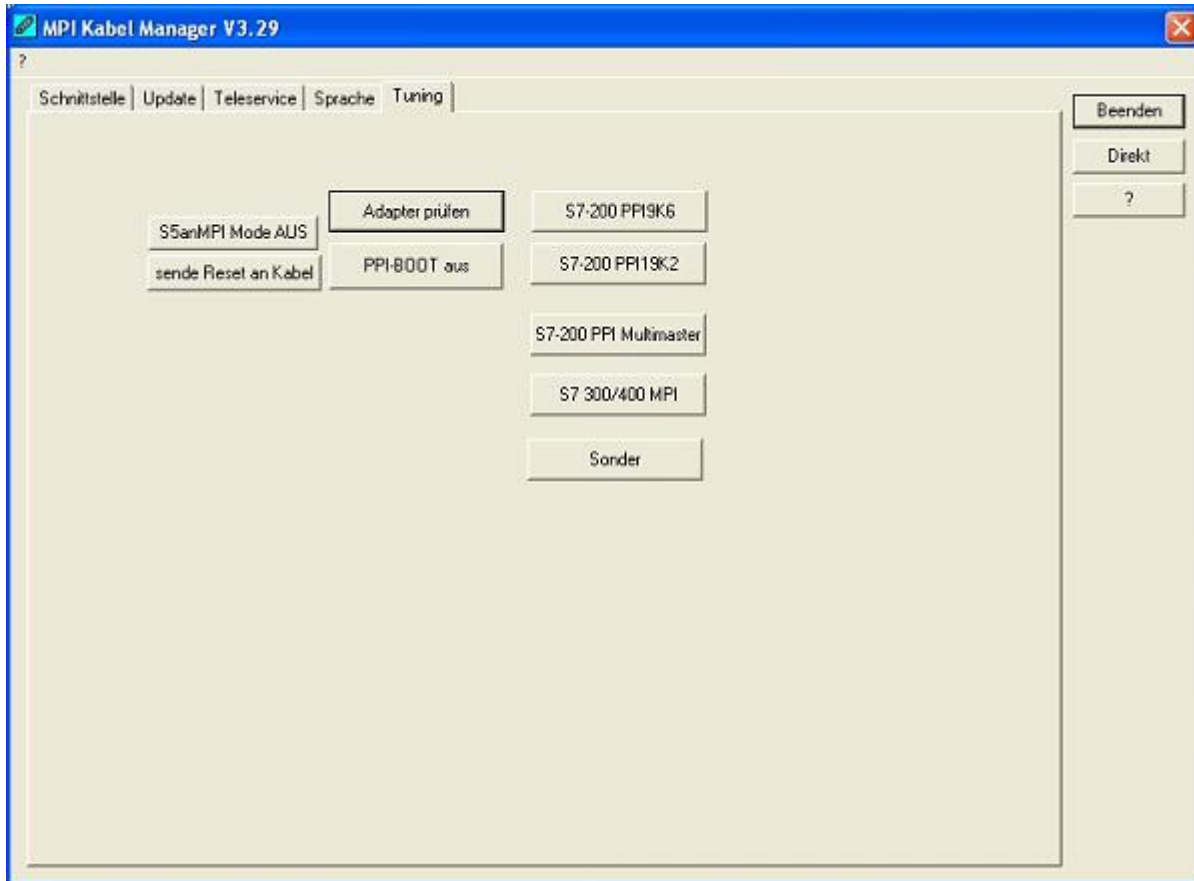 MPI Kabel Manager V3.29
?
Schnittstelle Update Teleservice Sprache Tuning
Beenden
Direkt
?
Adapter prüfen
S7-200 PPI9K6
S5anMPI Mode AUS
sende Reset an Kabel
PPI-BOOT aus
S7-200 PPI19K2
S7-200 PPI Multimaster
S7 300/400 MPI
Sonder